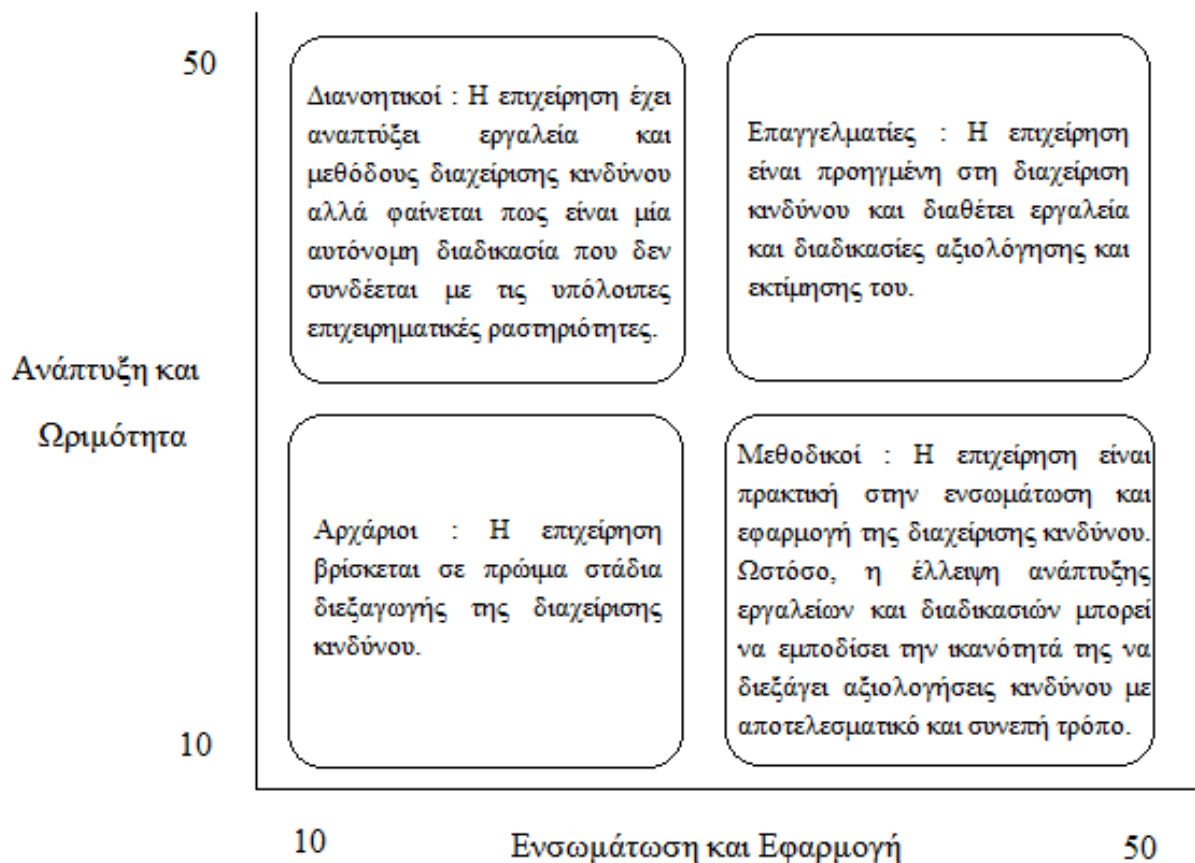 50
Διανοητικοί : Η επιχείρηση έχει
αναπτύξει εργαλεία και
μεθόδους διαχείρισης κινδύνου
αλλά φαίνεται πως είναι μία
αυτόνομη διαδικασία που δεν
συνδέεται με τις υπόλοιπες
επιχειρηματικές ραστηριότητες.
Επαγγελματίες : Η επιχείρηση
είναι προηγμένη στη διαχείριση
κινδύνου και διαθέτει εργαλεία
και διαδικασίες αξιολόγησης και
εκτίμησης του.
Ανάπτυξη και
Ωριμότητα
Αρχάριοι : Η επιχείρηση
βρίσκεται σε πρώιμα στάδια
διεξαγωγής της διαχείρισης
κινδύνου.
Μεθοδικοί : Η επιχείρηση είναι
πρακτική στην ενσωμάτωση και
εφαρμογή της διαχείρισης κινδύνου.
Ωστόσο, η έλλειψη ανάπτυξης
εργαλείων και διαδικασιών μπορεί
να εμποδίσει την ικανότητά της να
διεξάγει αξιολογήσεις κινδύνου με
αποτελεσματικό και συνεπή τρόπο.
10
10
Ενσωμάτωση και Εφαρμογή
50